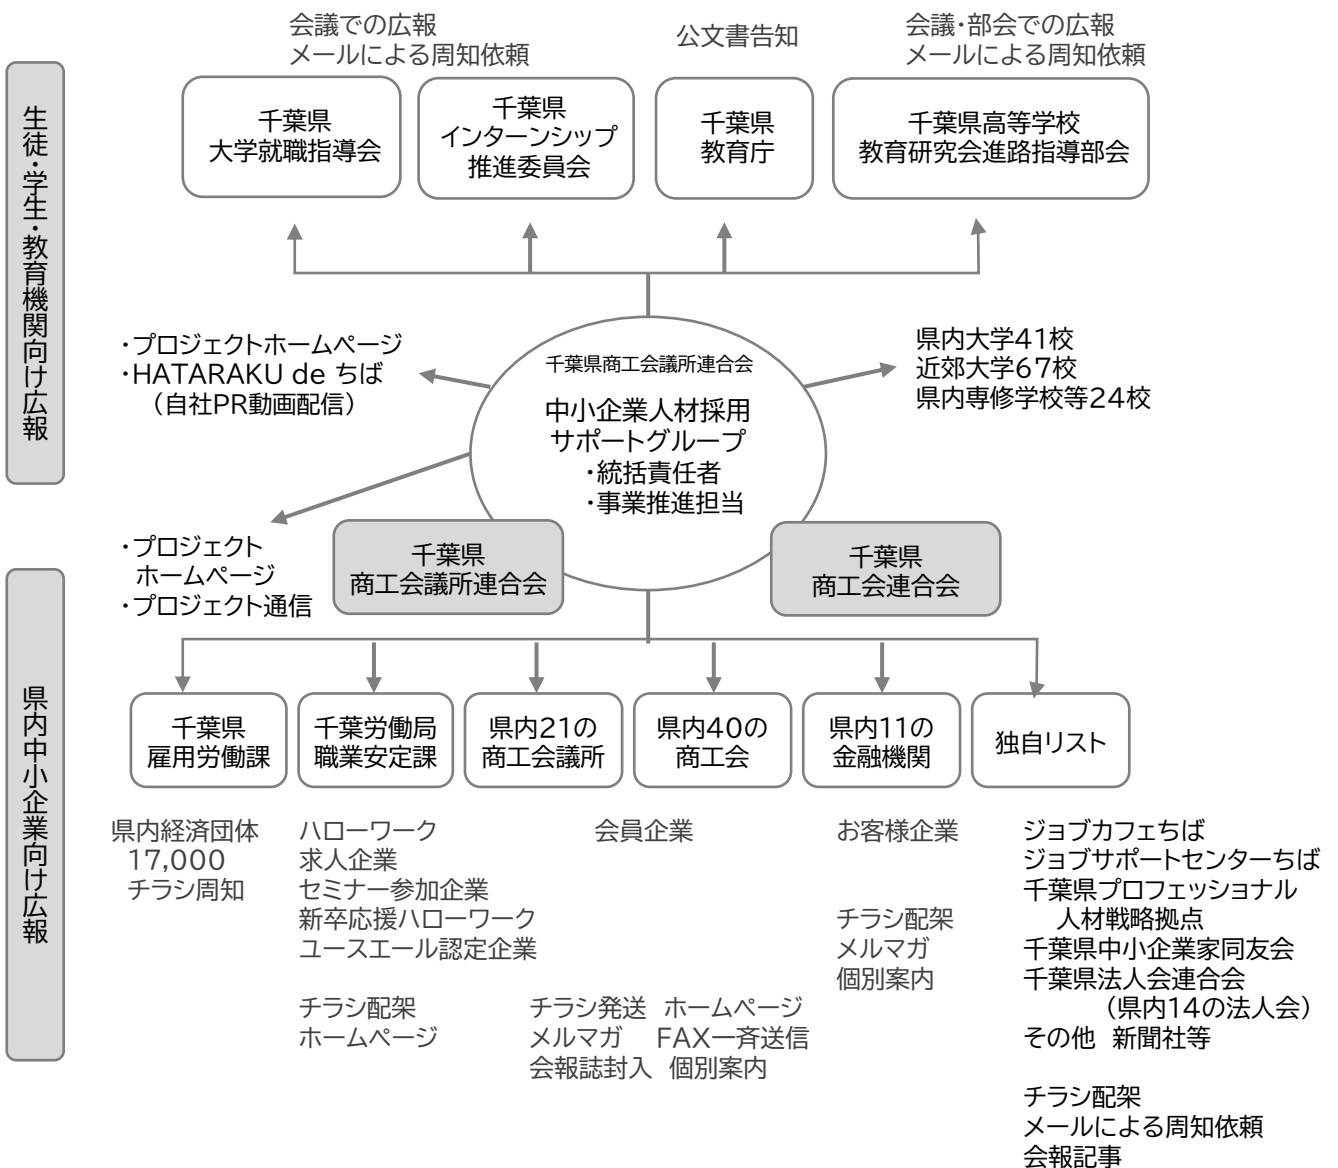 会議での広報
メールによる周知依頼
公文書告知
会議・部会での広報
メールによる周知依頼
生徒・学生・教育機関向け広報
千葉県
大学就職指導会
千葉県
インターンシップ
推進委員会
千葉県
教育庁
千葉県高等学校
教育研究会進路指導部会
・プロジェクトホームページ
・HATARAKU de ちば
（自社PR動画配信）
千葉県商工会議所連合会
中小企業人材採用
サポートグループ
・統括責任者
・事業推進担当
県内大学41校
近郊大学67校
県内専修学校等24校
・プロジェクト
ホームページ
・プロジェクト通信
千葉県
商工会議所連合会
千葉県
商工会連合会
県内中小企業向け広報
千葉県
雇用労働課
千葉労働局
職業安定課
県内21の
商工会議所
県内40の
商工会
県内11の
金融機関
独自リスト
県内経済団体
17,000
チラシ周知
ハローワーク
求人企業
セミナー参加企業
新卒応援ハローワーク
ユースエール認定企業
チラシ配架
ホームページ
会員企業
チラシ発送 ホームページ
メルマガ FAX一斉送信
会報誌封入 個別案内
お客様企業
チラシ配架
メルマガ
個別案内
ジョブカフェちば
ジョブサポートセンターちば
千葉県プロフェッショナル
人材戦略拠点
千葉県中小企業家同友会
千葉県法人会連合会
（県内14の法人会）
その他 新聞社等
チラシ配架
メールによる周知依頼
会報記事